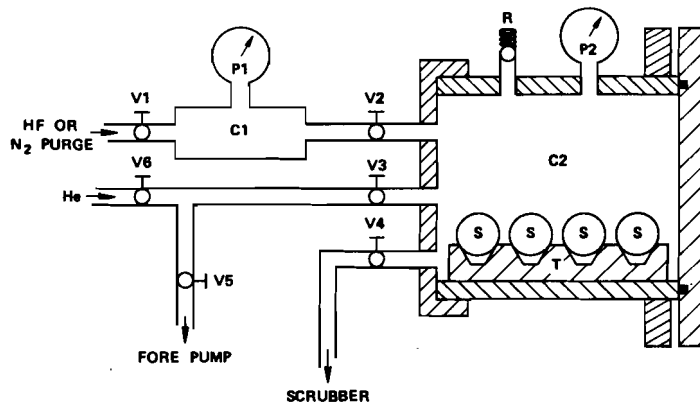 R
P1
P2
V1
V2
HF OR
N₂ PURGE
C1
C2
V6
V3
He
V4
S S S S
T
V5
FORE PUMP
SCRUBBER